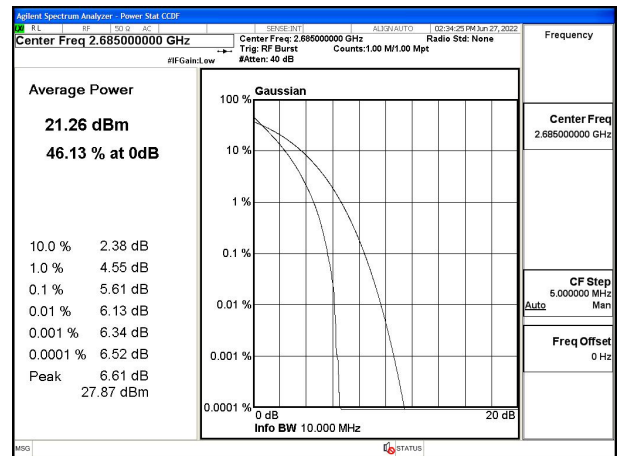 Agilent Spectrum Analyzer - Power Stat CCDF
RL RF 50 Ω AC SENSE:INT ALIGNAUTO 02:34:25 PM Jun 27, 2022
Center Freq 2.685000000 GHz
Center Freq: 2.685000000 GHz Radio Std: None
Trig: RF Burst Counts:1.00 M/1.00 Mpt
#IFGain:Low #Atten: 40 dB
Frequency
Average Power
21.26 dBm
46.13 % at 0dB
10.0 % 2.38 dB
1.0 % 4.55 dB
0.1 % 5.61 dB
0.01 % 6.13 dB
0.001 % 6.34 dB
0.0001 % 6.52 dB
Peak 6.61 dB
27.87 dBm
Gaussian
100 %
10 %
1 %
0.1 %
0.01 %
0.001 %
0.0001 %
0 dB 20 dB
Info BW 10.000 MHz
Center Freq
2.685000000 GHz
CF Step
5.000000 MHz
Auto Man
Freq Offset
0 Hz
MSG STATUS